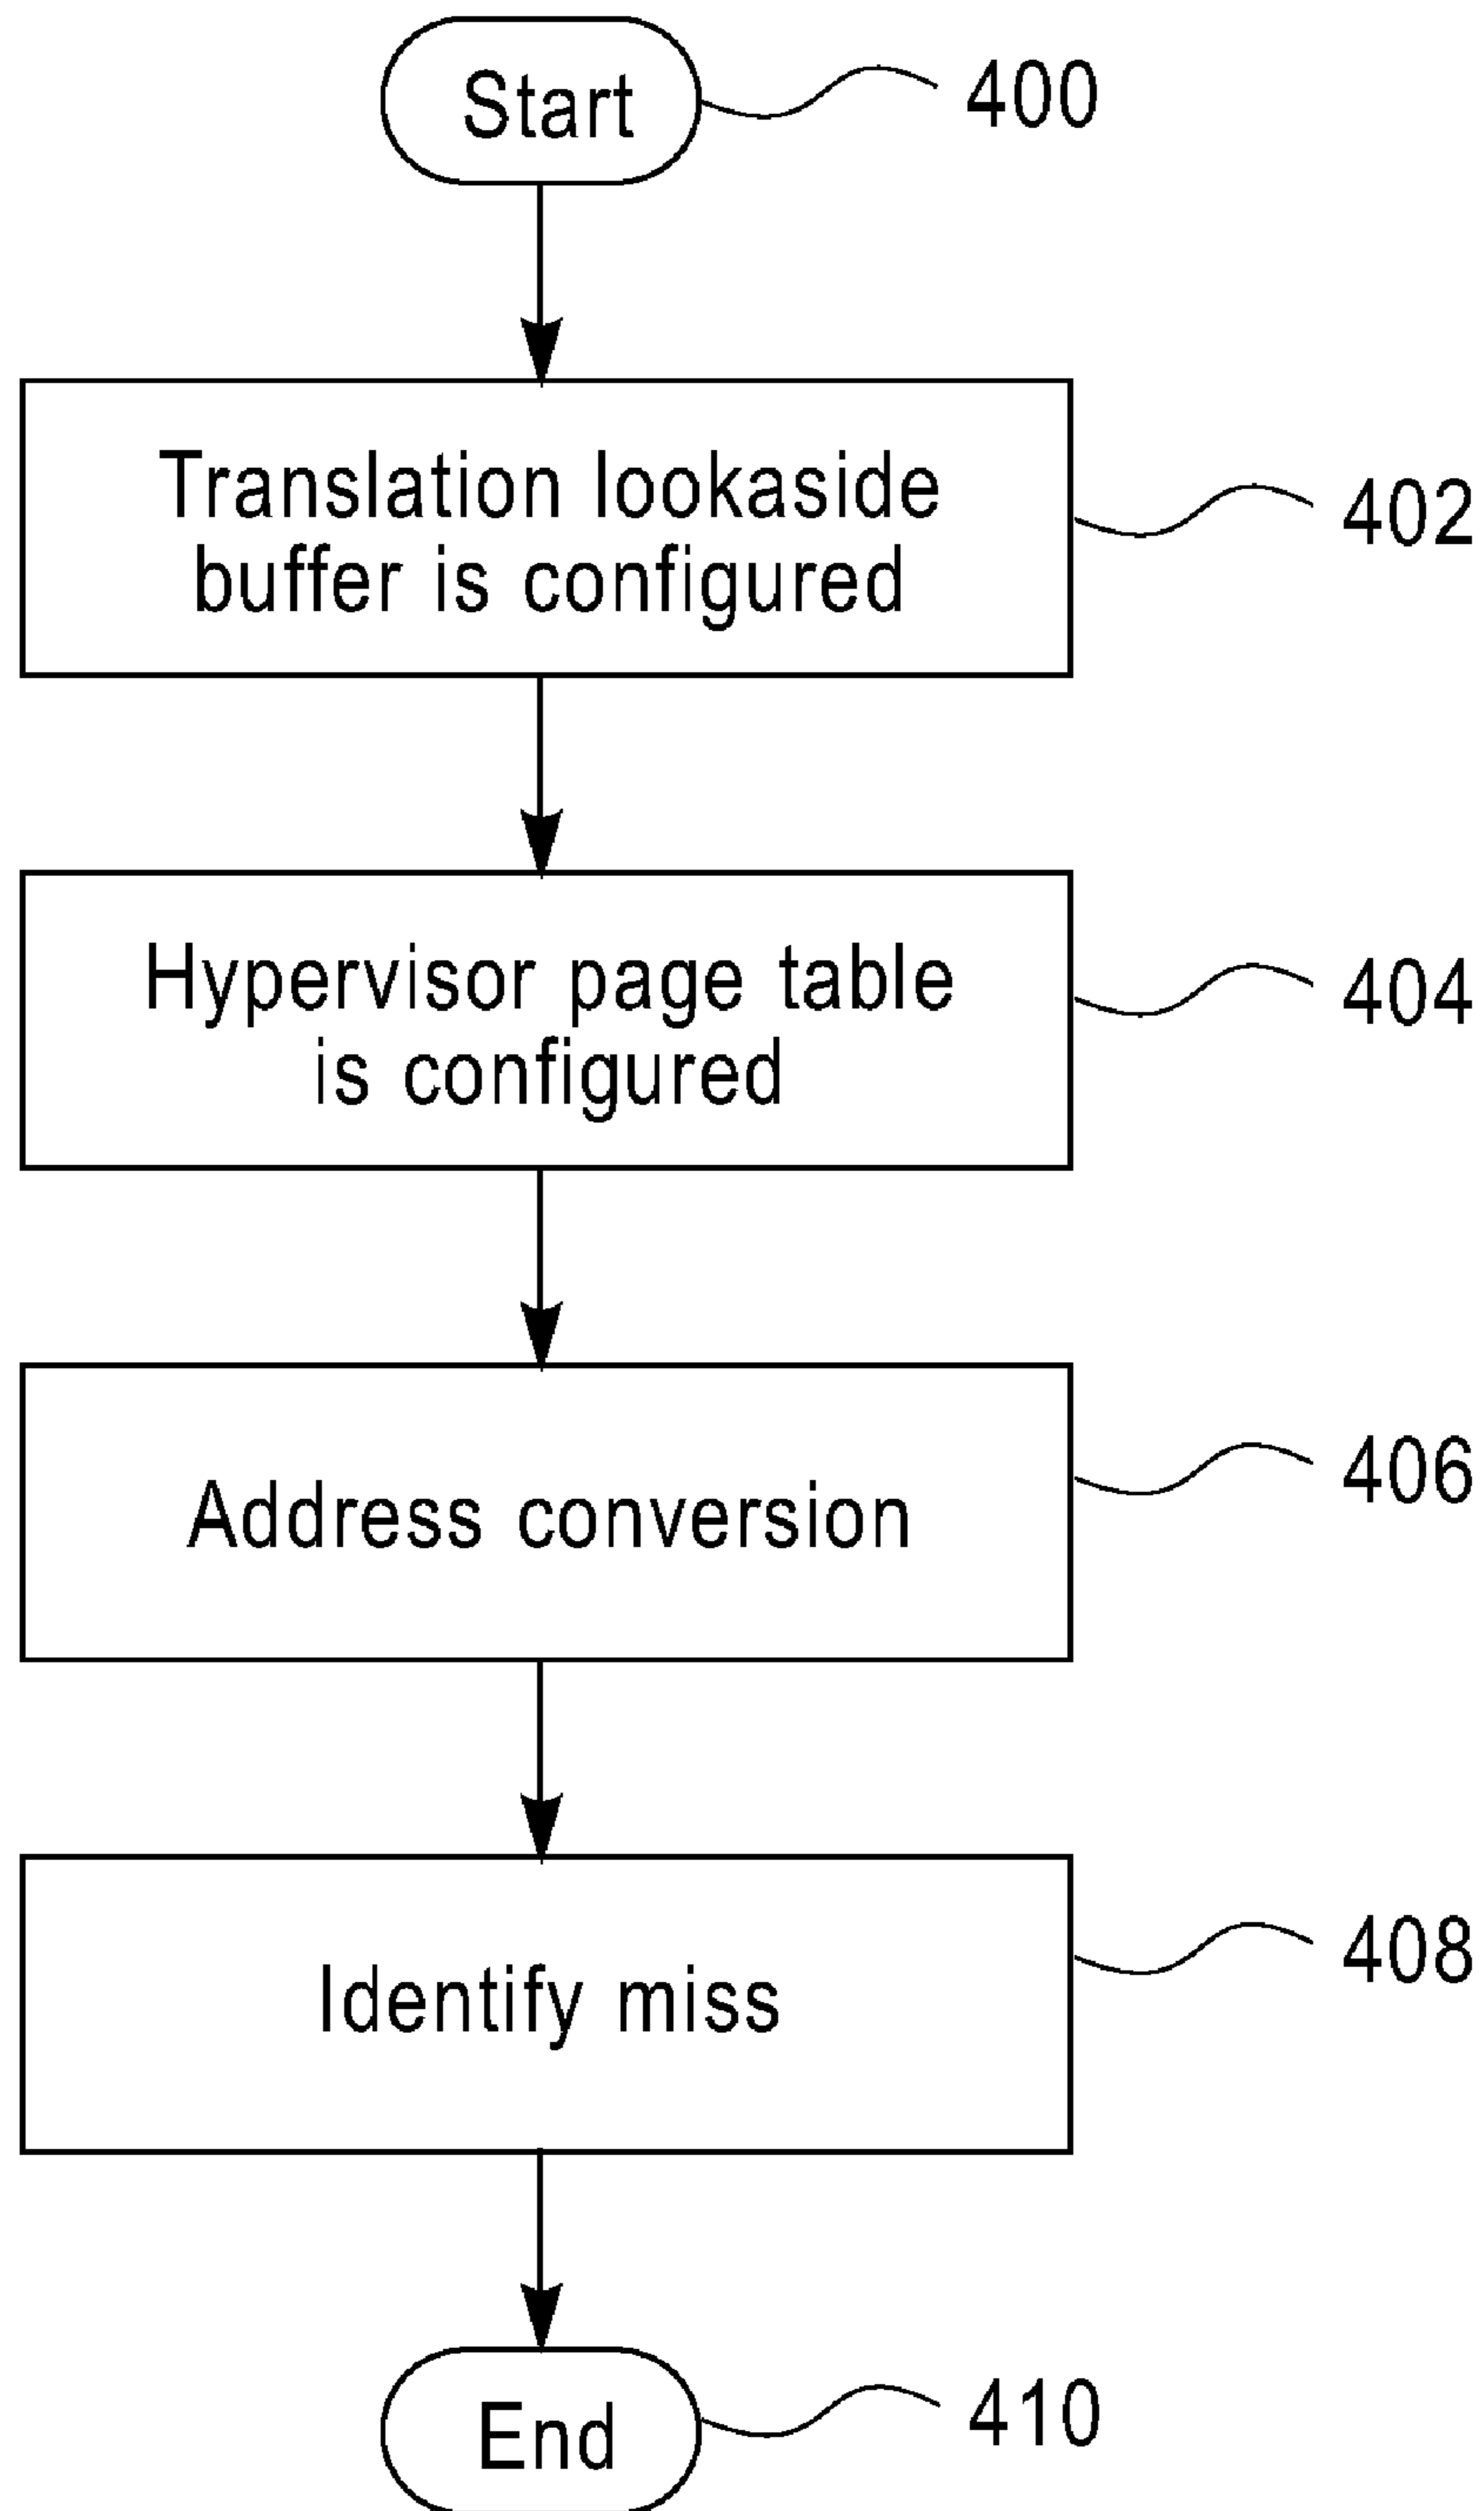 Start
400
Translation lookaside
buffer is configured
402
Hypervisor page table
is configured
404
Address conversion
406
Identify miss
408
End
410